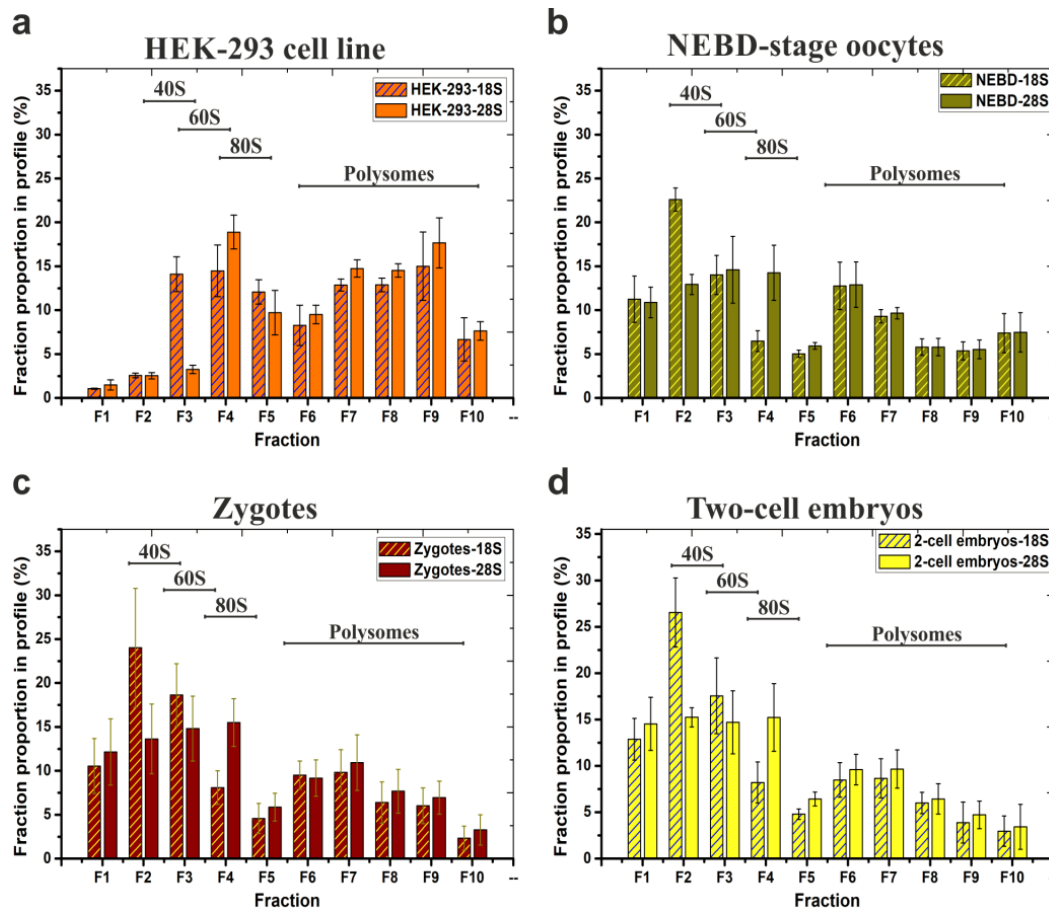 a
HEK-293 cell line
Fraction proportion in profile (%)
35
30
25
20
15
10
5
0
40S
60S
80S
Polysomes
HEK-293-18S
HEK-293-28S
F1 F2 F3 F4 F5 F6 F7 F8 F9 F10 --
Fraction
b
NEBD-stage oocytes
Fraction proportion in profile (%)
35
30
25
20
15
10
5
0
40S
60S
80S
Polysomes
NEBD-18S
NEBD-28S
F1 F2 F3 F4 F5 F6 F7 F8 F9 F10
Fraction
c
Zygotes
Fraction proportion in profile (%)
35
30
25
20
15
10
5
0
40S
60S
80S
Polysomes
Zygotes-18S
Zygotes-28S
F1 F2 F3 F4 F5 F6 F7 F8 F9 F10 --
Fraction
d
Two-cell embryos
Fraction proportion in profile (%)
35
30
25
20
15
10
5
0
40S
60S
80S
Polysomes
2-cell embryos-18S
2-cell embryos-28S
F1 F2 F3 F4 F5 F6 F7 F8 F9 F10
Fraction